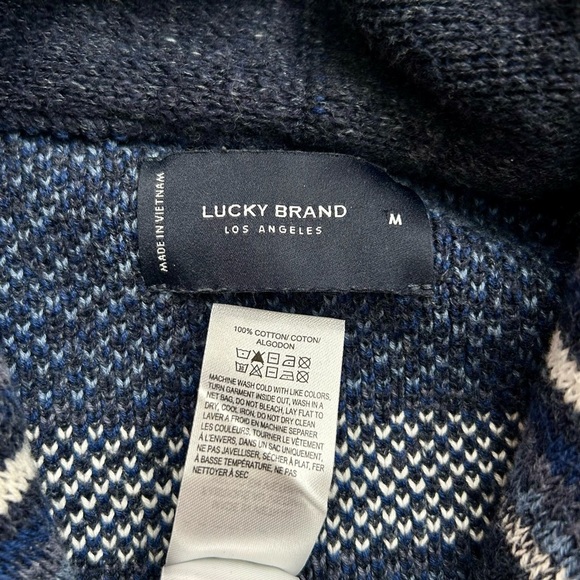 MADE IN VIETNAM
LUCKY BRAND
LOS ANGELES
M
100% COTTON/ COTON/
ALGODON
MACHINE WASH COLD WITH LIKE COLORS,
TURN GARMENT INSIDE OUT, WASH IN A
NET BAG, DO NOT BLEACH, LAY FLAT TO
DRY, COOL IRON, DO NOT DRY CLEAN
LAVER A FROID EN MACHINE SEPARER
LES COULEURS. TOURNER LE VÊTEMENT
À L'ENVERS, DANS UN SAC UNIQUEMENT,
NE PAS JAVELLISER, SÉCHER À PLAT, FER
À BASSE TEMPÉRATURE, NE PAS
NETTOYER À SEC